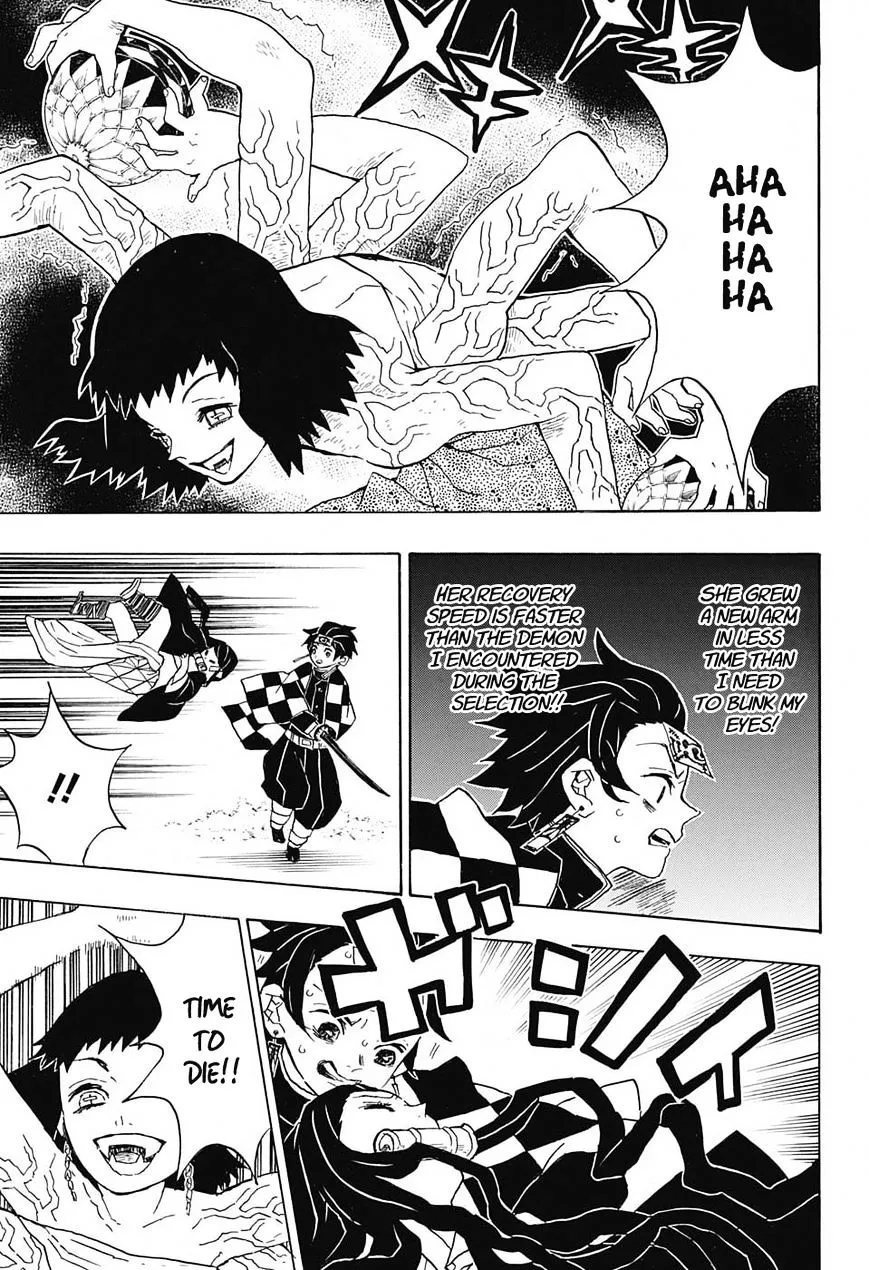 AHA
HA
HA
HA
SHE GREW
A NEW ARM
IN LESS
TIME THAN
I NEED
TO BLINK MY
EYES!
HER RECOVERY
SPEED IS FASTER
THAN THE DEMON
I ENCOUNTERED
DURING THE
SELECTION!!
!!
TIME
TO
DIE!!